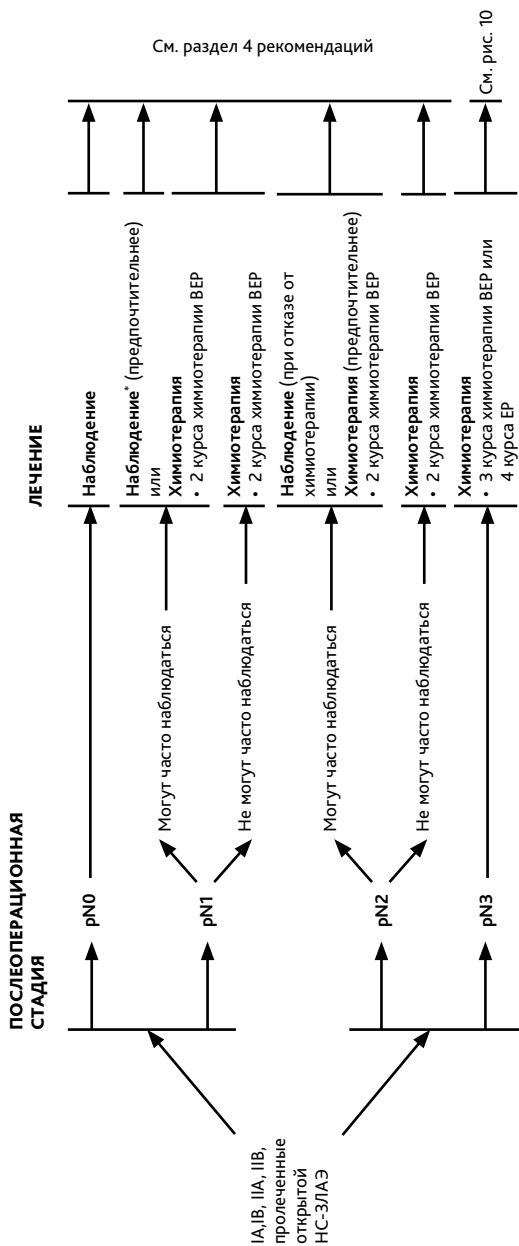 ПОСЛЕОПЕРАЦИОННАЯ
СТАДИЯ
ЛЕЧЕНИЕ
IA,IB, IIA, IIB,
пролеченные
открытой
НС-ЗЛАЭ
pN0
Наблюдение
pN1
Могут часто наблюдаться
Наблюдение* (предпочтительнее)
или
Химиотерапия
• 2 курса химиотерапии BEP
Не могут часто наблюдаться
Химиотерапия
• 2 курса химиотерапии BEP
pN2
Могут часто наблюдаться
Наблюдение (при отказе от
химиотерапии)
или
Химиотерапия (предпочтительнее)
• 2 курса химиотерапии BEP
Не могут часто наблюдаться
Химиотерапия
• 2 курса химиотерапии BEP
pN3
Химиотерапия
• 3 курса химиотерапии BEP или
4 курса EP
См. раздел 4 рекомендаций
См. рис. 10